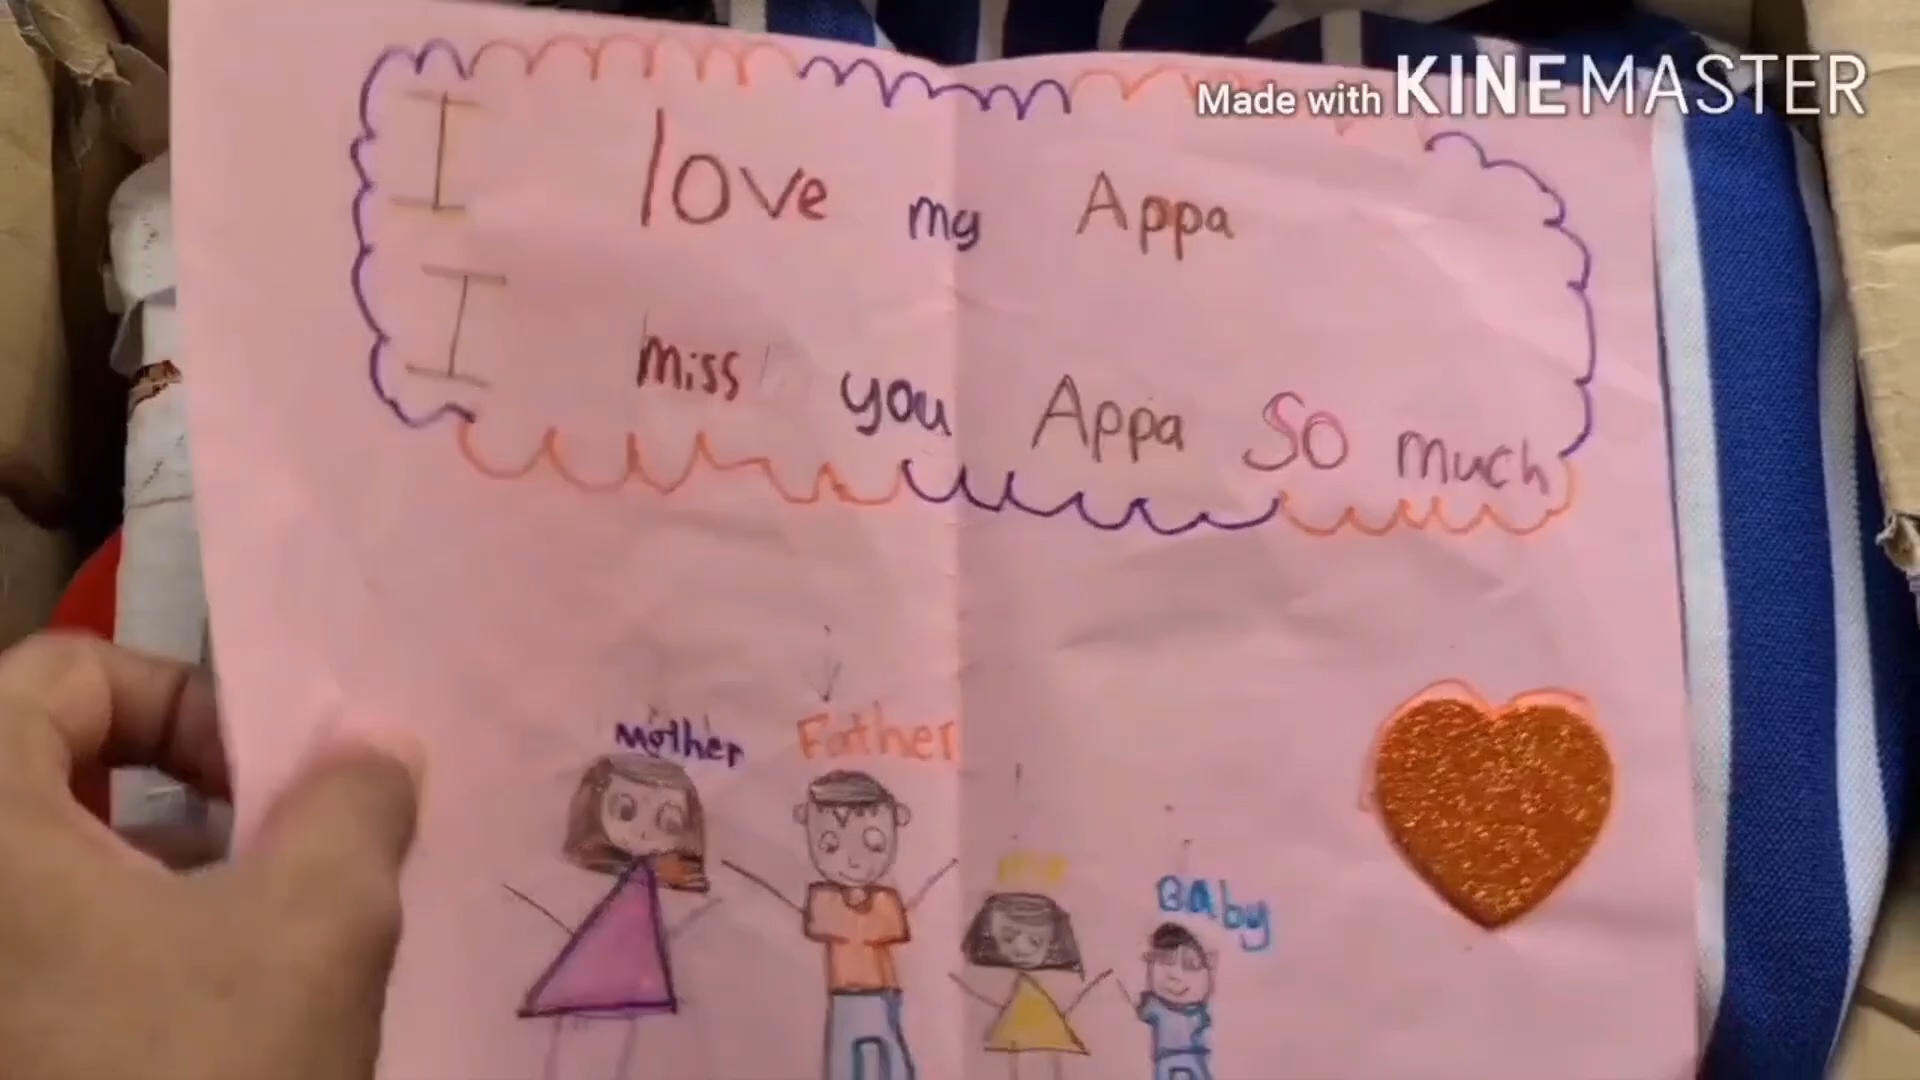 Made with KINEMASTER
I love my Appa
I miss you Appa So much
Mother Father
Baby